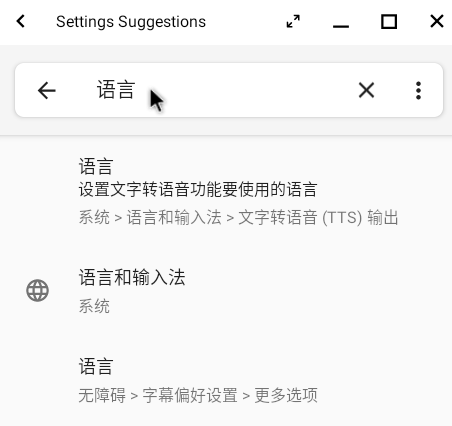 Settings Suggestions
语言
语言
设置文字转语音功能要使用的语言
系统 > 语言和输入法 > 文字转语音 (TTS) 输出
语言和输入法
系统
语言
无障碍 > 字幕偏好设置 > 更多选项